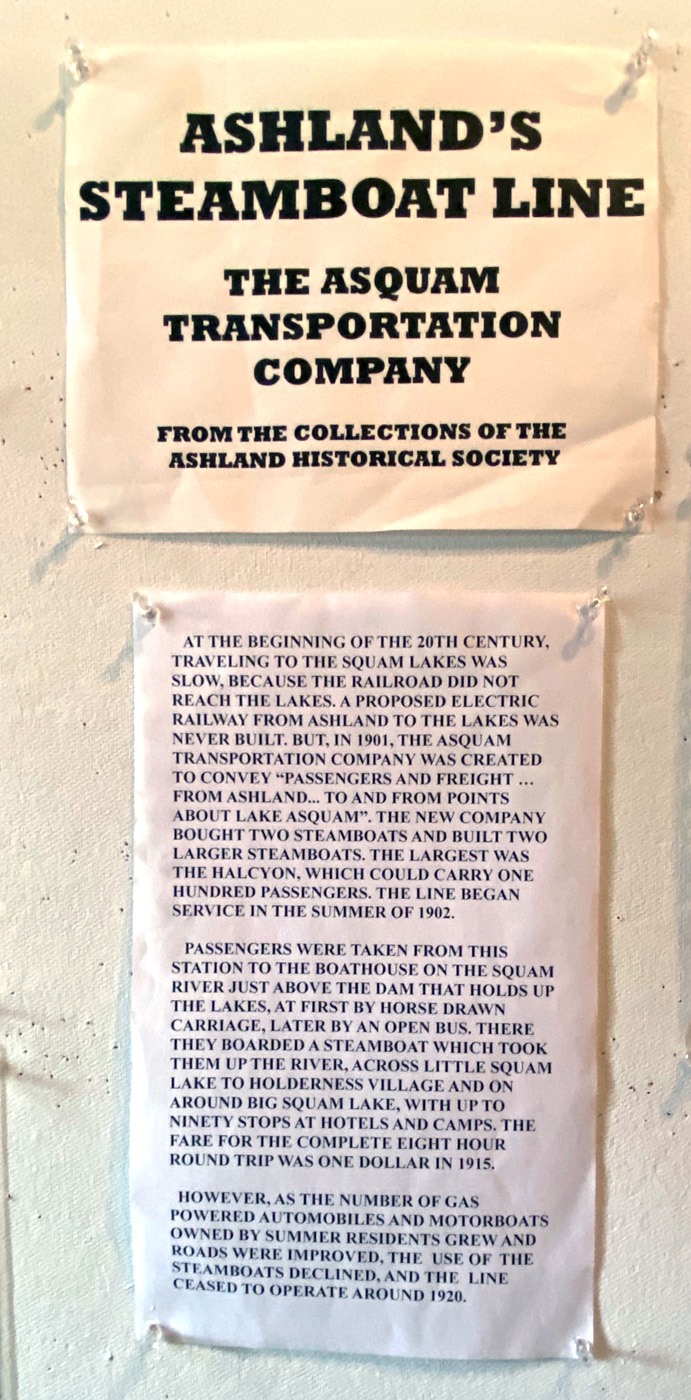 ASHLAND'S
STEAMBOAT LINE
THE ASQUAM
TRANSPORTATION
COMPANY
FROM THE COLLECTIONS OF THE
ASHLAND HISTORICAL SOCIETY
AT THE BEGINNING OF THE 20TH CENTURY,
TRAVELING TO THE SQUAM LAKES WAS
SLOW, BECAUSE THE RAILROAD DID NOT
REACH THE LAKES. A PROPOSED ELECTRIC
RAILWAY FROM ASHLAND TO THE LAKES WAS
NEVER BUILT. BUT, IN 1901, THE ASQUAM
TRANSPORTATION COMPANY WAS CREATED
TO CONVEY “PASSENGERS AND FREIGHT ...
FROM ASHLAND... TO AND FROM POINTS
ABOUT LAKE ASQUAM”. THE NEW COMPANY
BOUGHT TWO STEAMBOATS AND BUILT TWO
LARGER STEAMBOATS. THE LARGEST WAS
THE HALCYON, WHICH COULD CARRY ONE
HUNDRED PASSENGERS. THE LINE BEGAN
SERVICE IN THE SUMMER OF 1902.
PASSENGERS WERE TAKEN FROM THIS
STATION TO THE BOATHOUSE ON THE SQUAM
RIVER JUST ABOVE THE DAM THAT HOLDS UP
THE LAKES, AT FIRST BY HORSE DRAWN
CARRIAGE, LATER BY AN OPEN BUS. THERE
THEY BOARDED A STEAMBOAT WHICH TOOK
THEM UP THE RIVER, ACROSS LITTLE SQUAM
LAKE TO HOLDERNESS VILLAGE AND ON
AROUND BIG SQUAM LAKE, WITH UP TO
NINETY STOPS AT HOTELS AND CAMPS. THE
FARE FOR THE COMPLETE EIGHT HOUR
ROUND TRIP WAS ONE DOLLAR IN 1915.
HOWEVER, AS THE NUMBER OF GAS
POWERED AUTOMOBILES AND MOTORBOATS
OWNED BY SUMMER RESIDENTS GREW AND
ROADS WERE IMPROVED, THE USE OF THE
STEAMBOATS DECLINED, AND THE LINE
CEASED TO OPERATE AROUND 1920.